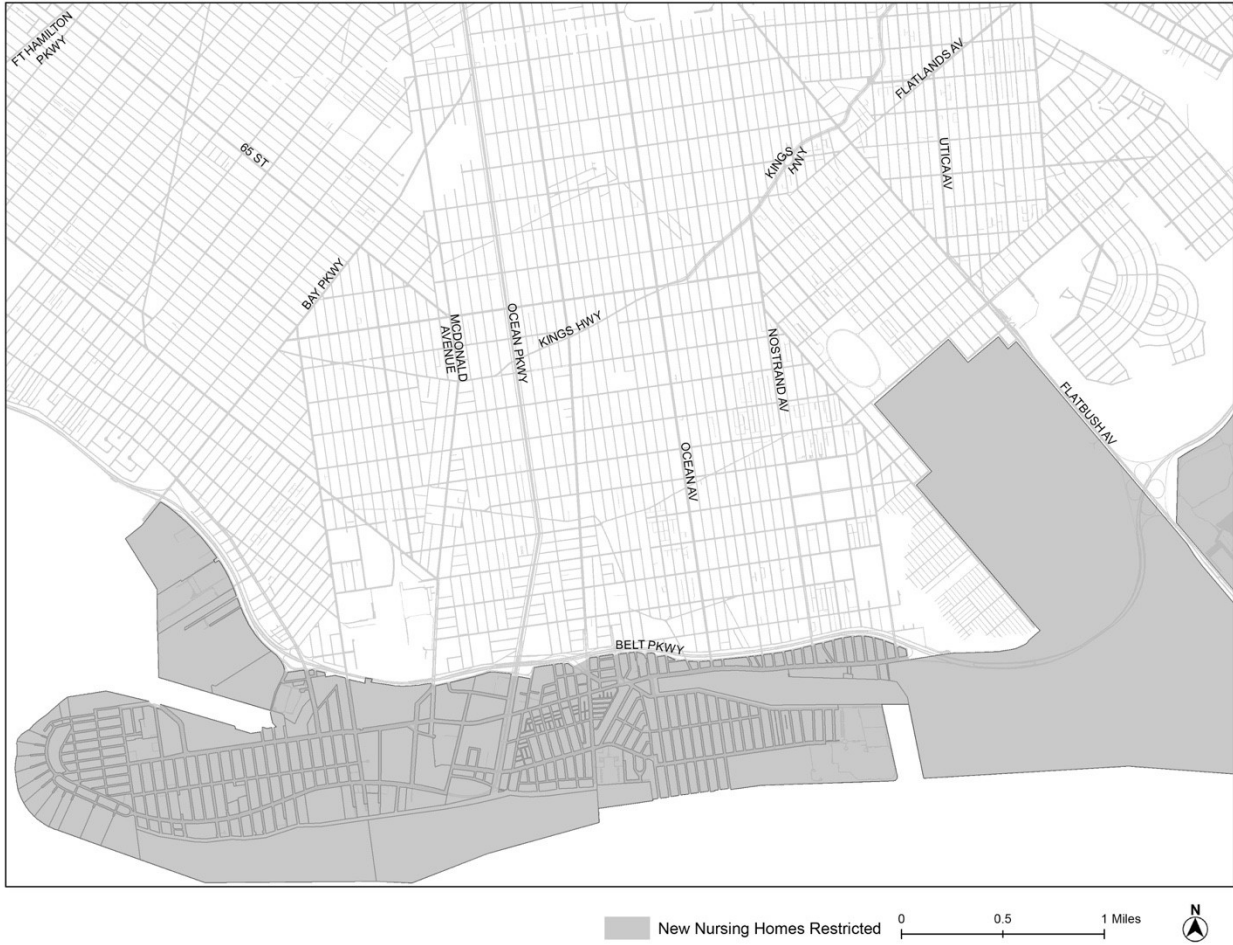 FT HAMILTON
PKWY
FLATLANDS AV
65 ST
KINGS
HWY
UTICA AV
BAY PKWY
OCEAN PKWY
MCDONALD
AVENUE
KINGS HWY
NOSTRAND AV
FLATBUSH AV
OCEAN AV
BELT PKWY
New Nursing Homes Restricted
0 0.5 1 Miles
N